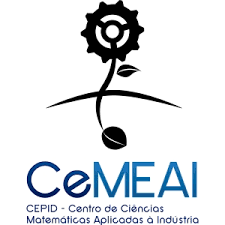 CeMEAI
CEPID - Centro de Ciências
Matemáticas Aplicadas à Indústria